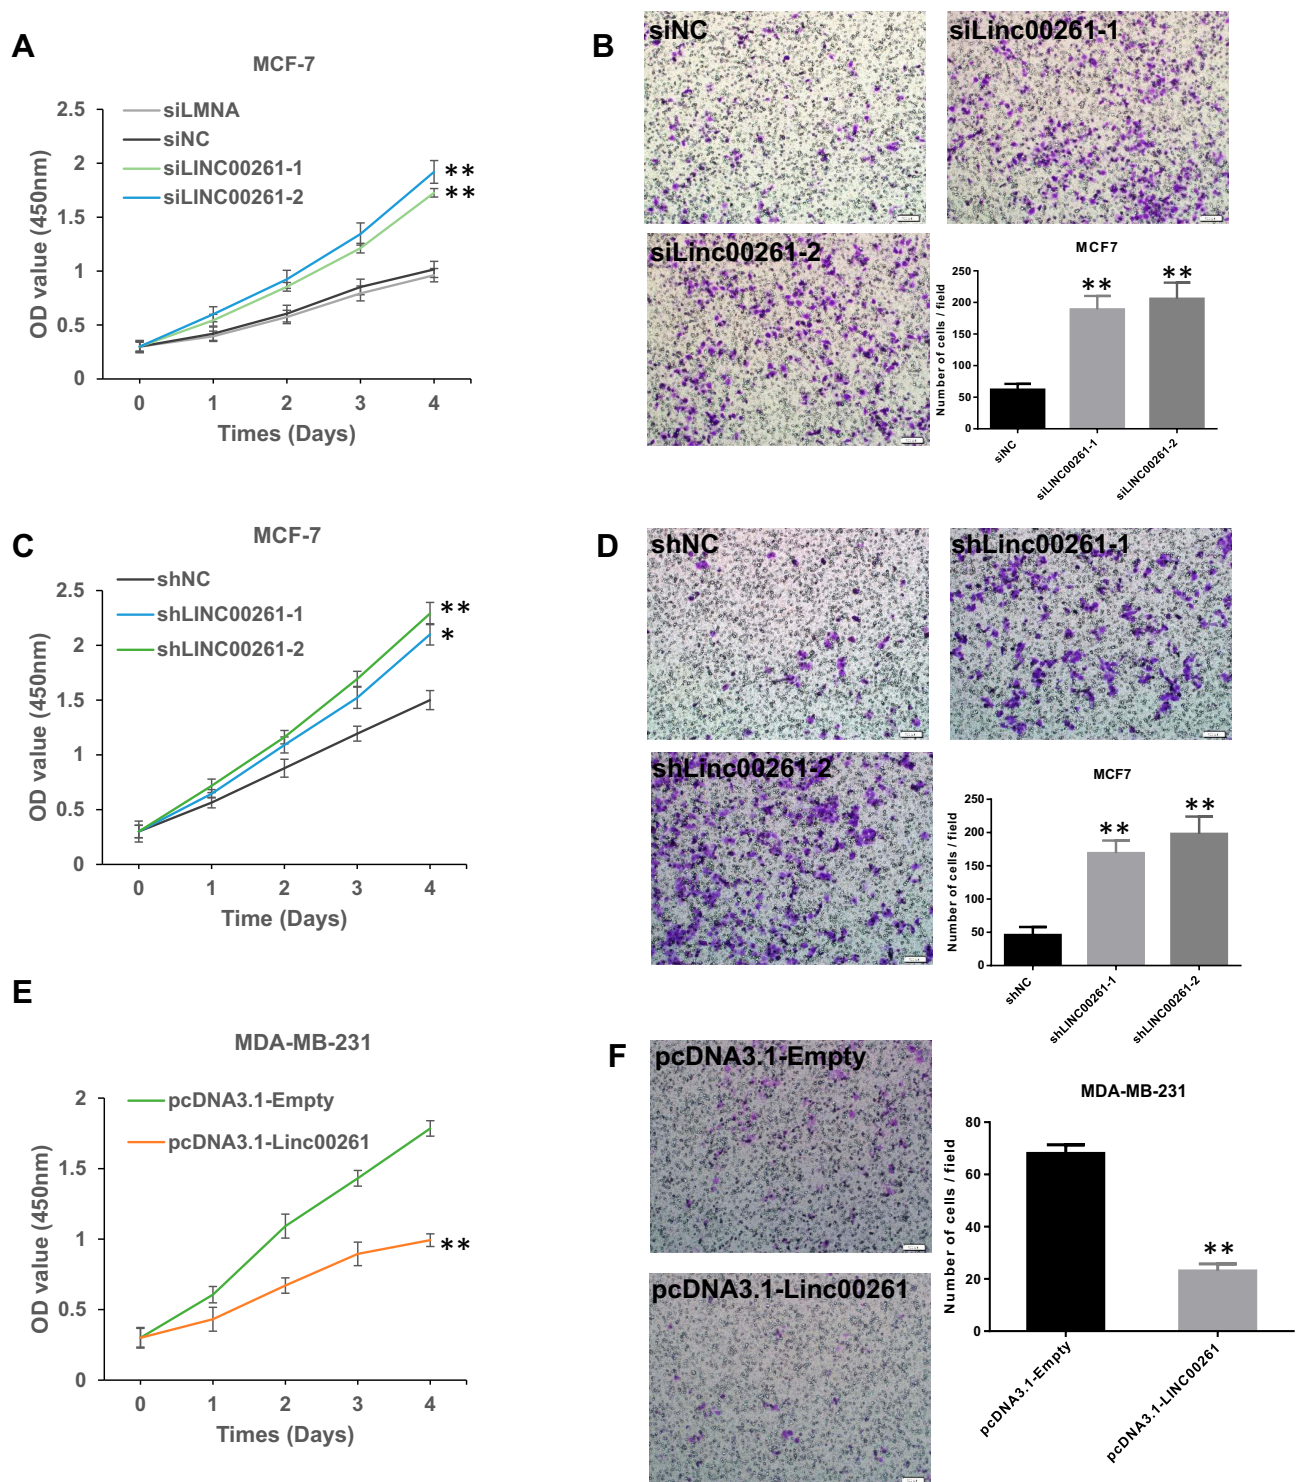 A
MCF-7
2.5
2
1.5
1
0.5
0
OD value (450nm)
siLMNA
siNC
siLINC00261-1
siLINC00261-2
**
**
0 1 2 3 4
Times (Days)
B
siNC
siLinc00261-1
siLinc00261-2
MCF7
250
200
150
100
50
0
Number of cells / field
** **
siNC
siLINC00261-1
siLINC00261-2
C
MCF-7
shNC
shLINC00261-1
shLINC00261-2
2.5
2
1.5
1
0.5
0
OD value (450nm)
**
*
0 1 2 3 4
Time (Days)
D
shNC
shLinc00261-1
shLinc00261-2
MCF7
250
200
150
100
50
0
Number of cells / field
** **
shNC
shLINC00261-1
shLINC00261-2
E
MDA-MB-231
2
1.5
1
0.5
0
OD value (450nm)
pcDNA3.1-Empty
pcDNA3.1-Linc00261
**
0 1 2 3 4
Times (Days)
F
pcDNA3.1-Empty
pcDNA3.1-Linc00261
MDA-MB-231
80
60
40
20
0
Number of cells / field
**
pcDNA3.1-Empty
pcDNA3.1-LINC00261